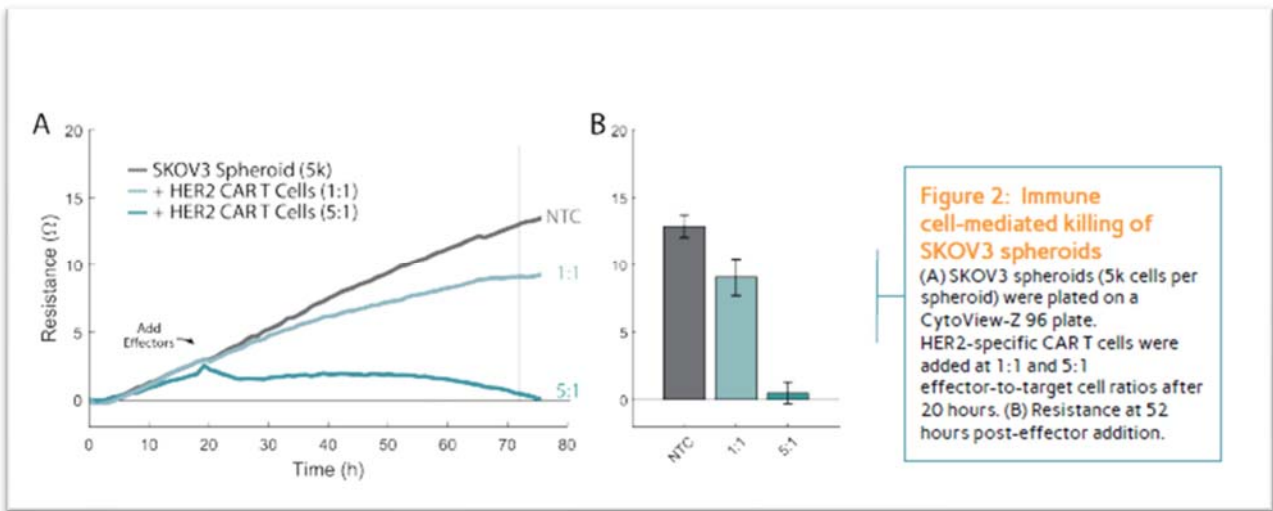 A
20
15
10
5
0
Resistance (Ω)
SKOV3 Spheroid (5k)
+ HER2 CAR T Cells (1:1)
+ HER2 CAR T Cells (5:1)
Add
Effectors
NTC
1:1
5:1
0 10 20 30 40 50 60 70 80
Time (h)
B
20
15
10
5
0
NTC 1:1 5:1
Figure 2: Immune
cell-mediated killing of
SKOV3 spheroids
(A) SKOV3 spheroids (5k cells per
spheroid) were plated on a
CytoView-Z 96 plate.
HER2-specific CAR T cells were
added at 1:1 and 5:1
effector-to-target cell ratios after
20 hours. (B) Resistance at 52
hours post-effector addition.